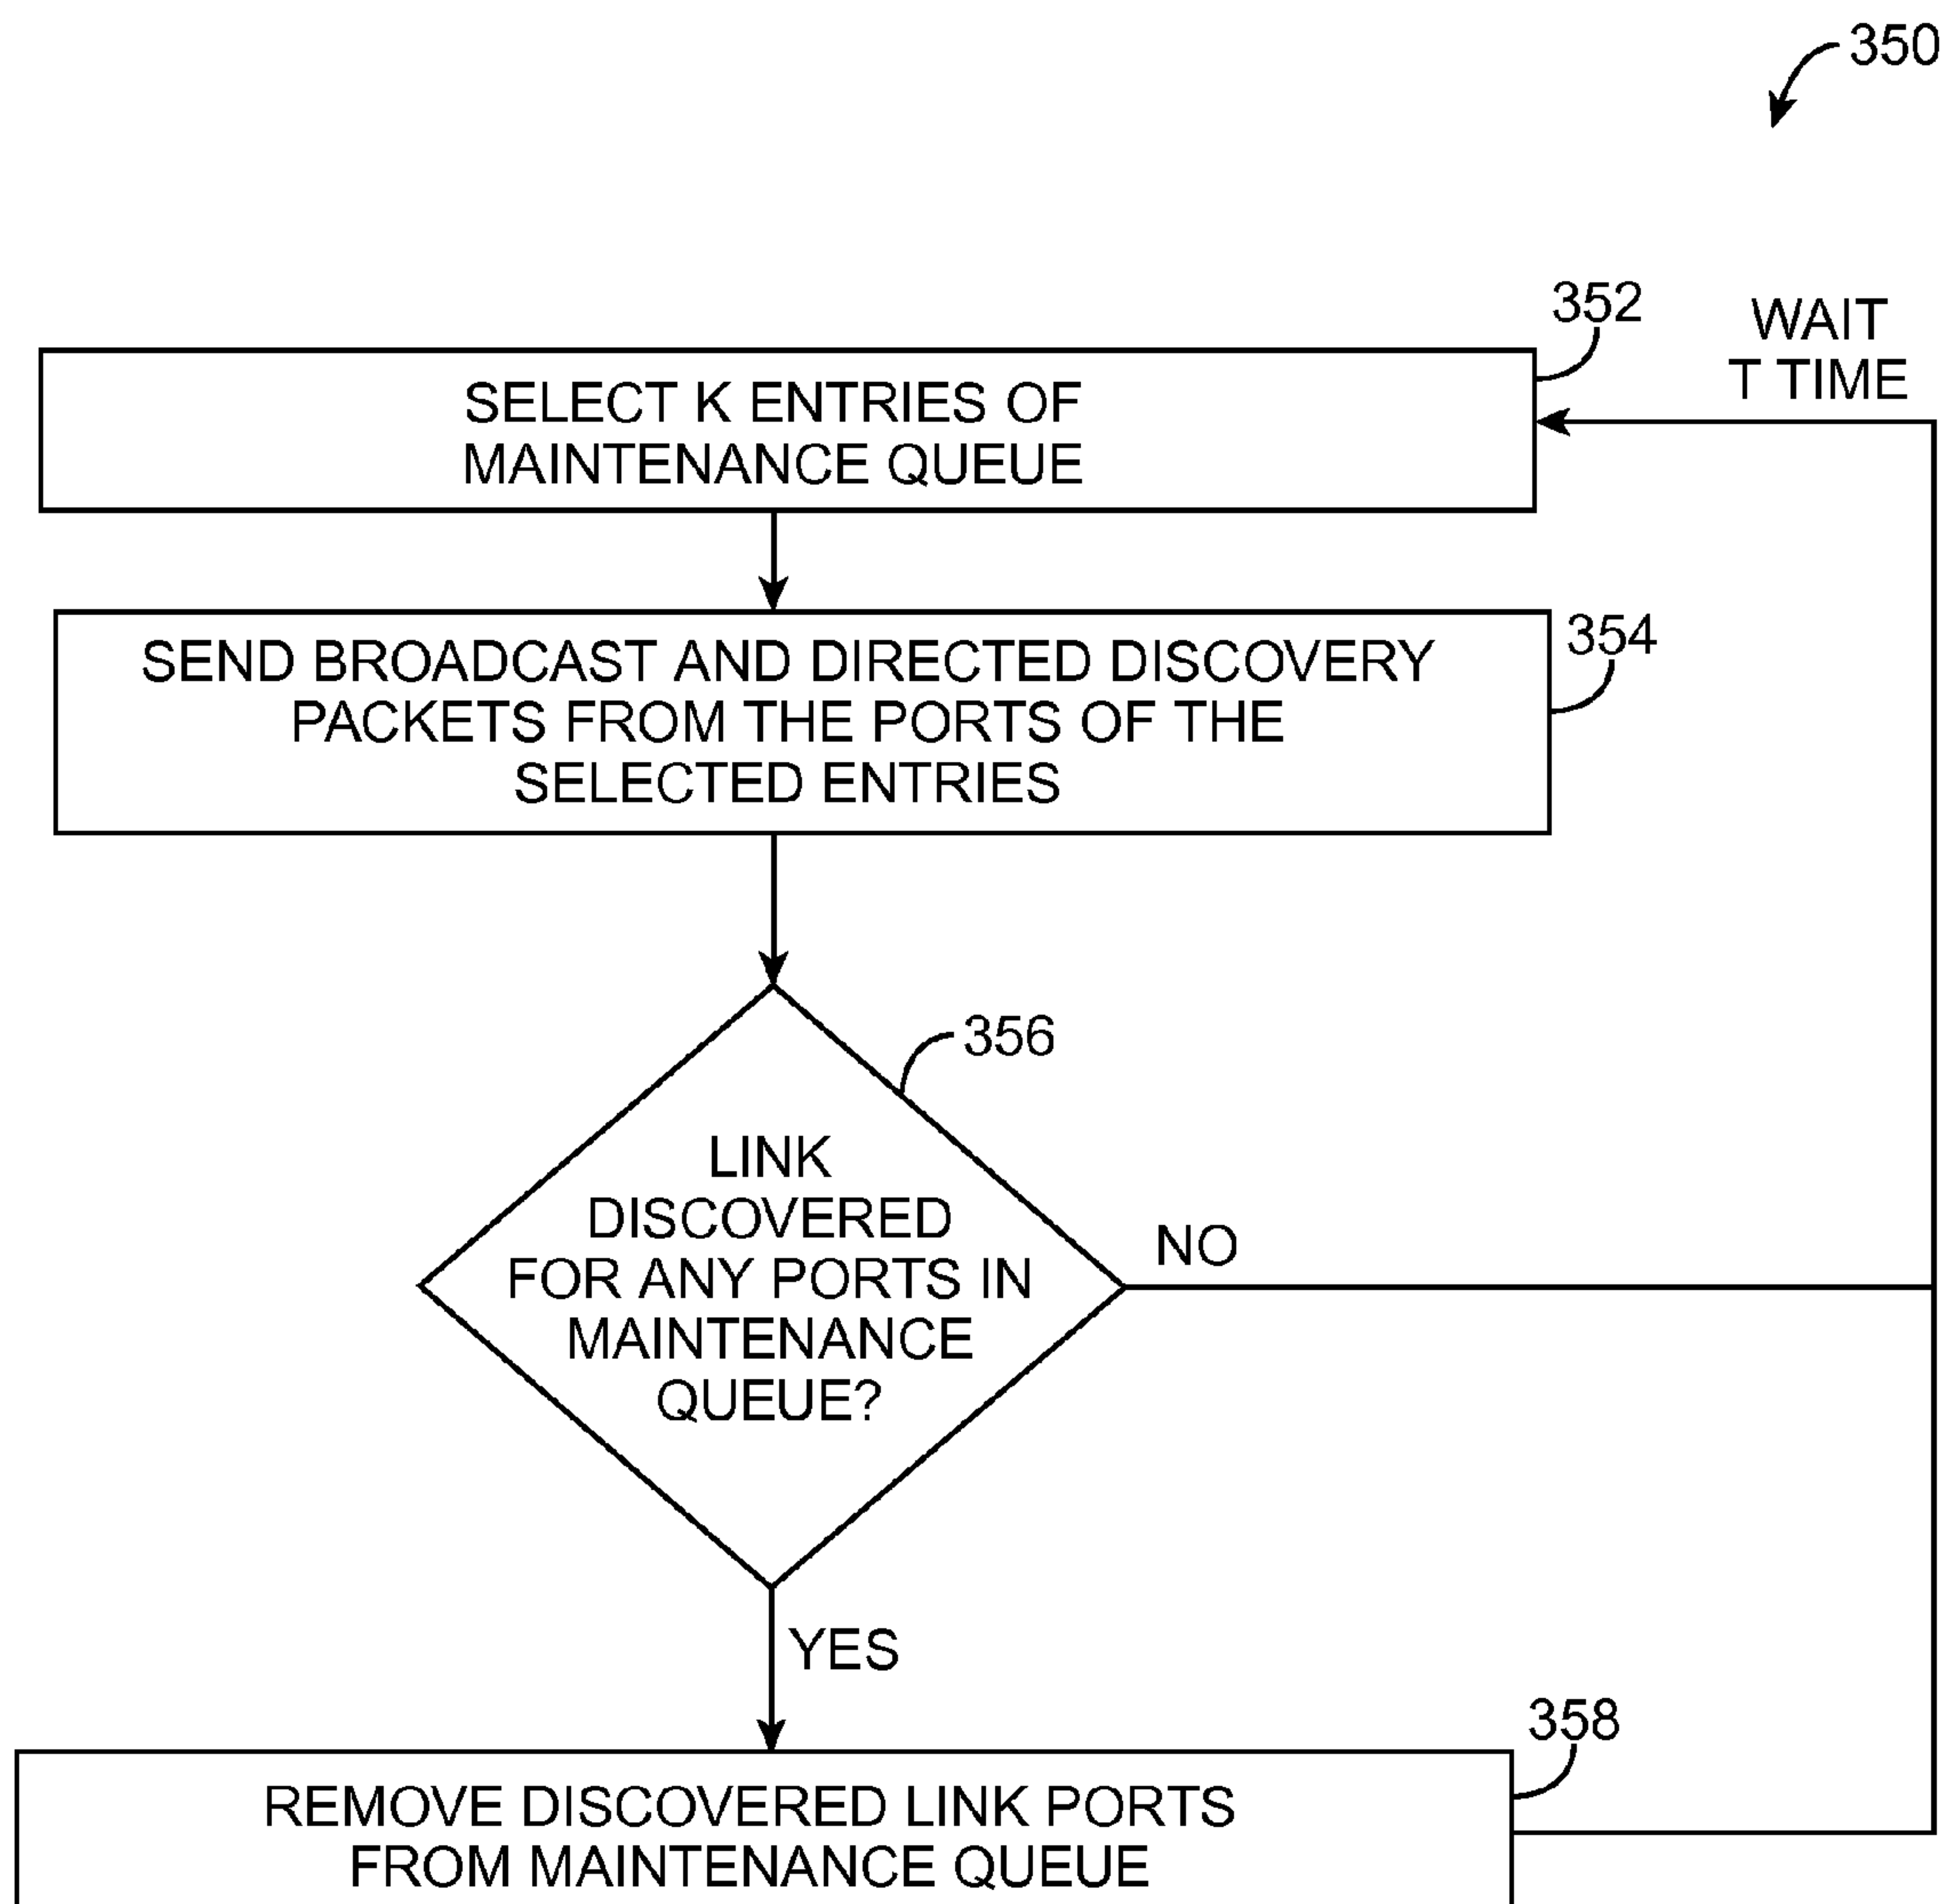 350
352
WAIT
T TIME
SELECT K ENTRIES OF
MAINTENANCE QUEUE
354
SEND BROADCAST AND DIRECTED DISCOVERY
PACKETS FROM THE PORTS OF THE
SELECTED ENTRIES
356
LINK
DISCOVERED
FOR ANY PORTS IN
MAINTENANCE
QUEUE?
NO
YES
358
REMOVE DISCOVERED LINK PORTS
FROM MAINTENANCE QUEUE